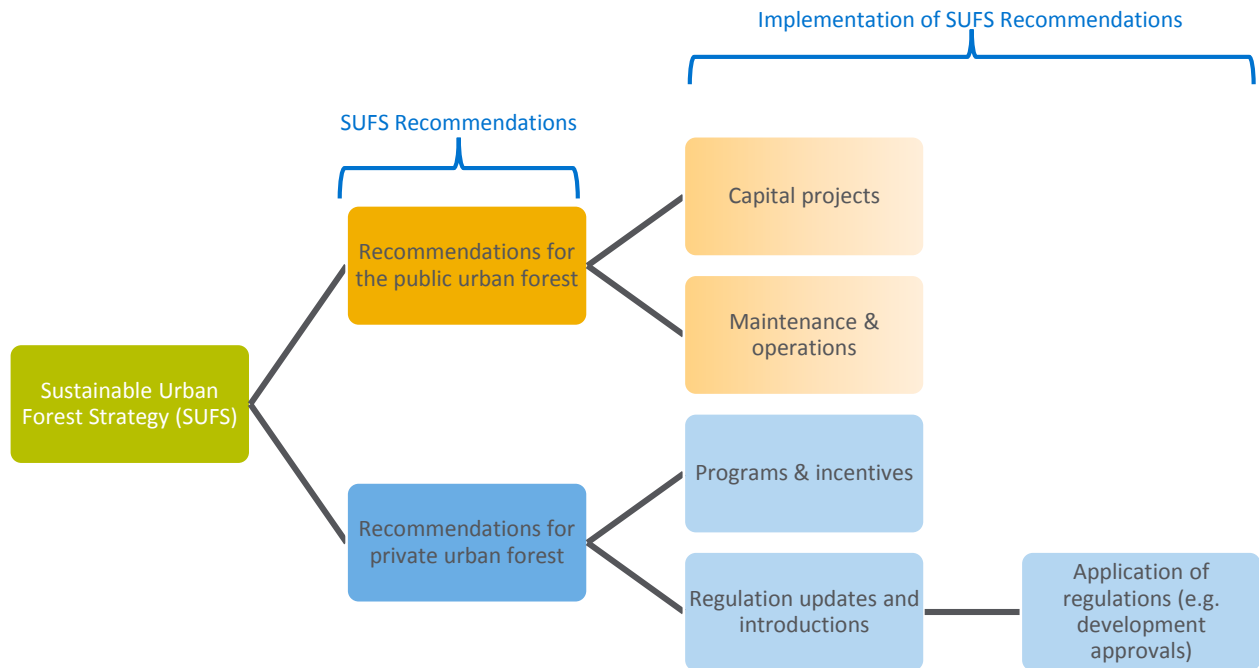 Implementation of SUFS Recommendations
SUFS Recommendations
Capital projects
Recommendations for
the public urban forest
Maintenance &
operations
Sustainable Urban
Forest Strategy (SUFS)
Programs & incentives
Recommendations for
private urban forest
Regulation updates and
introductions
Application of
regulations (e.g.
development
approvals)